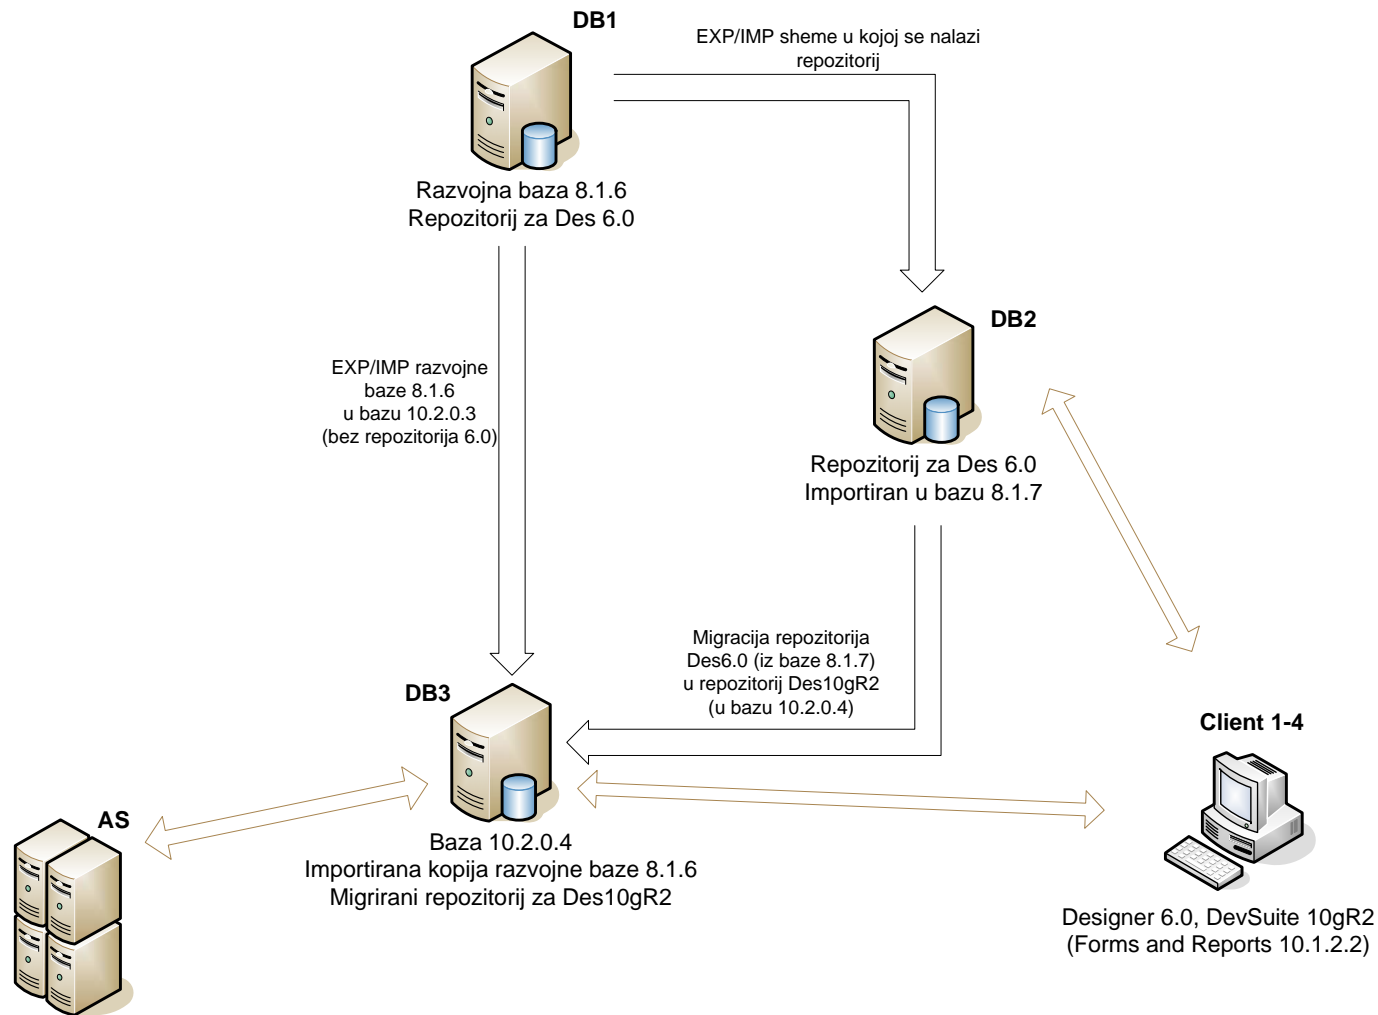 DB1
EXP/IMP sheme u kojoj se nalazi
repozitorij
Razvojna baza 8.1.6
Repozitorij za Des 6.0
DB2
EXP/IMP razvojne
baze 8.1.6
u bazu 10.2.0.3
(bez repozitorija 6.0)
Repozitorij za Des 6.0
Importiran u bazu 8.1.7
Migracija repozitorija
Des6.0 (iz baze 8.1.7)
u repozitorij Des10gR2
(u bazu 10.2.0.4)
DB3
Client 1-4
AS
Baza 10.2.0.4
Importirana kopija razvojne baze 8.1.6
Migrirani repozitorij za Des10gR2
Designer 6.0, DevSuite 10gR2
(Forms and Reports 10.1.2.2)